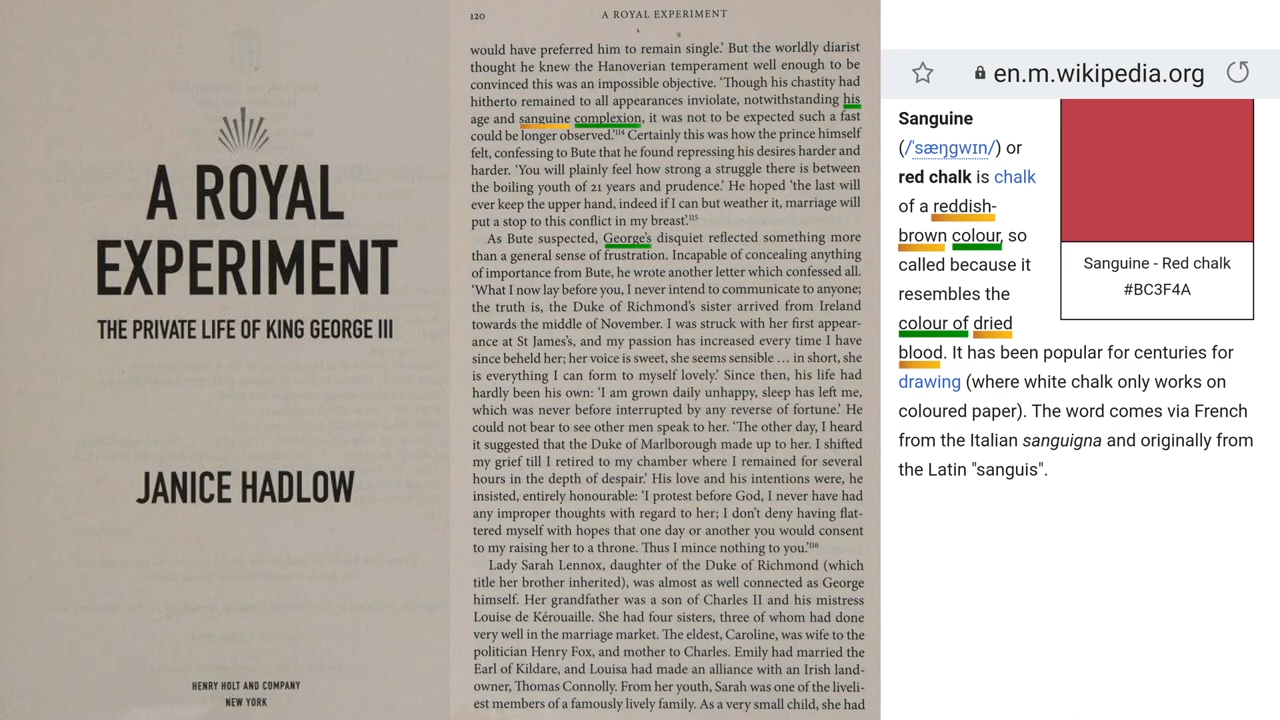 A ROYAL
EXPERIMENT
THE PRIVATE LIFE OF KING GEORGE III
JANICE HADLOW
HENRY HOLT AND COMPANY
NEW YORK
120
A ROYAL EXPERIMENT
would have preferred him to remain single.’ But the worldly diarist
thought he knew the Hanoverian temperament well enough to be
convinced this was an impossible objective. ‘Though his chastity had
hitherto remained to all appearances inviolate, notwithstanding his
age and sanguine complexion, it was not to be expected such a fast
could be longer observed.’114 Certainly this was how the prince himself
felt, confessing to Bute that he found repressing his desires harder and
harder. ‘You will plainly feel how strong a struggle there is between
the boiling youth of 21 years and prudence.’ He hoped ‘the last will
ever keep the upper hand, indeed if I can but weather it, marriage will
put a stop to this conflict in my breast’.115
As Bute suspected, George’s disquiet reflected something more
than a general sense of frustration. Incapable of concealing anything
of importance from Bute, he wrote another letter which confessed all.
‘What I now lay before you, I never intend to communicate to anyone;
the truth is, the Duke of Richmond’s sister arrived from Ireland
towards the middle of November. I was struck with her first appear-
ance at St James’s, and my passion has increased every time I have
since beheld her; her voice is sweet, she seems sensible … in short, she
is everything I can form to myself lovely.’ Since then, his life had
hardly been his own: ‘I am grown daily unhappy, sleep has left me,
which was never before interrupted by any reverse of fortune.’ He
could not bear to see other men speak to her. ‘The other day, I heard
it suggested that the Duke of Marlborough made up to her. I shifted
my grief till I retired to my chamber where I remained for several
hours in the depth of despair.’ His love and his intentions were, he
insisted, entirely honourable: ‘I protest before God, I never have had
any improper thoughts with regard to her; I don’t deny having flat-
tered myself with hopes that one day or another you would consent
to my raising her to a throne. Thus I mince nothing to you.’116
Lady Sarah Lennox, daughter of the Duke of Richmond (which
title her brother inherited), was almost as well connected as George
himself. Her grandfather was a son of Charles II and his mistress
Louise de Kérouaille. She had four sisters, three of whom had done
very well in the marriage market. The eldest, Caroline, was wife to the
politician Henry Fox, and mother to Charles. Emily had married the
Earl of Kildare, and Louisa had made an alliance with an Irish land-
owner, Thomas Connolly. From her youth, Sarah was one of the liveli-
est members of a famously lively family. As a very small child, she had
en.m.wikipedia.org
Sanguine
(/ˈsæŋɡwɪn/) or
red chalk is chalk
of a reddish-
brown colour, so
called because it
resembles the
colour of dried
blood. It has been popular for centuries for
drawing (where white chalk only works on
coloured paper). The word comes via French
from the Italian sanguigna and originally from
the Latin "sanguis".
Sanguine - Red chalk
#BC3F4A